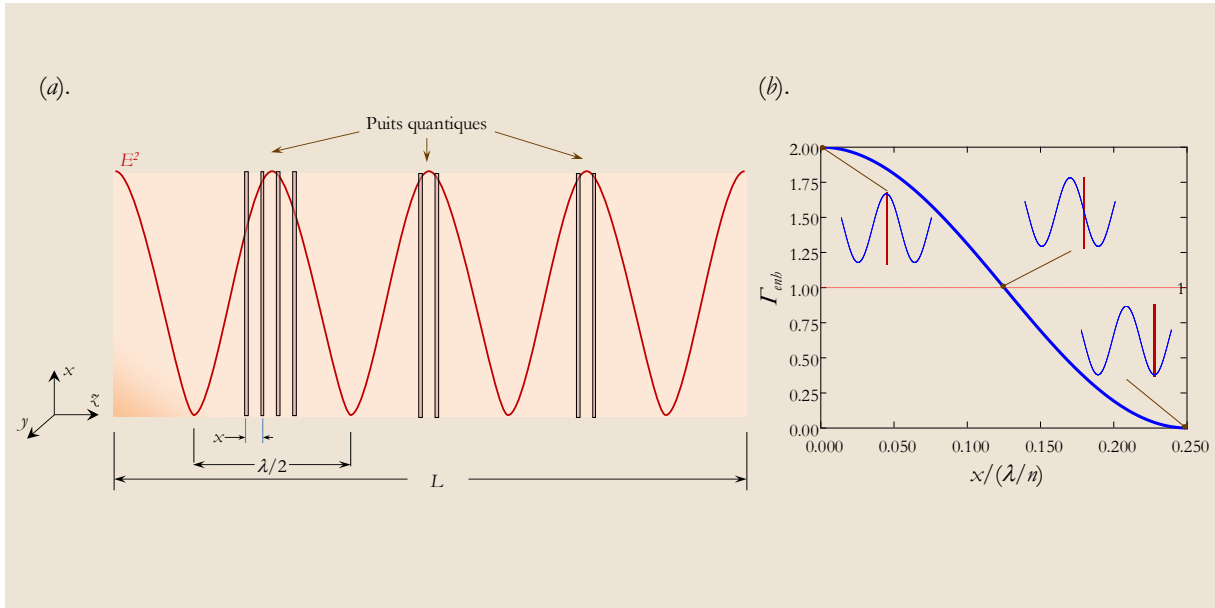 (a).
Puits quantiques
E²
x
z
y
x
λ/2
L
(b).
2.00
1.75
1.50
1.25
1.00
0.75
0.50
0.25
0.00
1
Γenb
0.000 0.050 0.100 0.150 0.200 0.250
x/(λ/n)